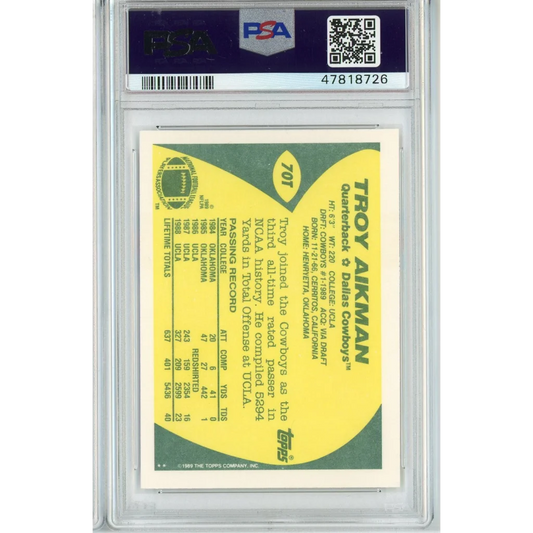 PSA
PSA
47818726
70T
TROY AIKMAN
Quarterback ✩ Dallas Cowboys™
HT: 6'3" WT: 220 COLLEGE: UCLA
DRFT: COWBOYS #1-1989 ACQ: VIA DRAFT
BORN: 11-21-66, CERRITOS, CALIFORNIA
HOME: HENRYETTA, OKLAHOMA
Troy joined the Cowboys as the
third all-time rated passer in
NCAA history. He compiled 5294
Yards in Total Offense at UCLA.
topps®
PASSING RECORD
YEAR COLLEGE ATT COMP YDS TDS
1984 OKLAHOMA 20 6 41 0
1985 OKLAHOMA 47 27 442 1
1986 UCLA REDSHIRTED
1987 UCLA 243 159 2354 16
1988 UCLA 327 209 2599 23
LIFETIME TOTALS 637 401 5436 40
© 1989 THE TOPPS COMPANY, INC.